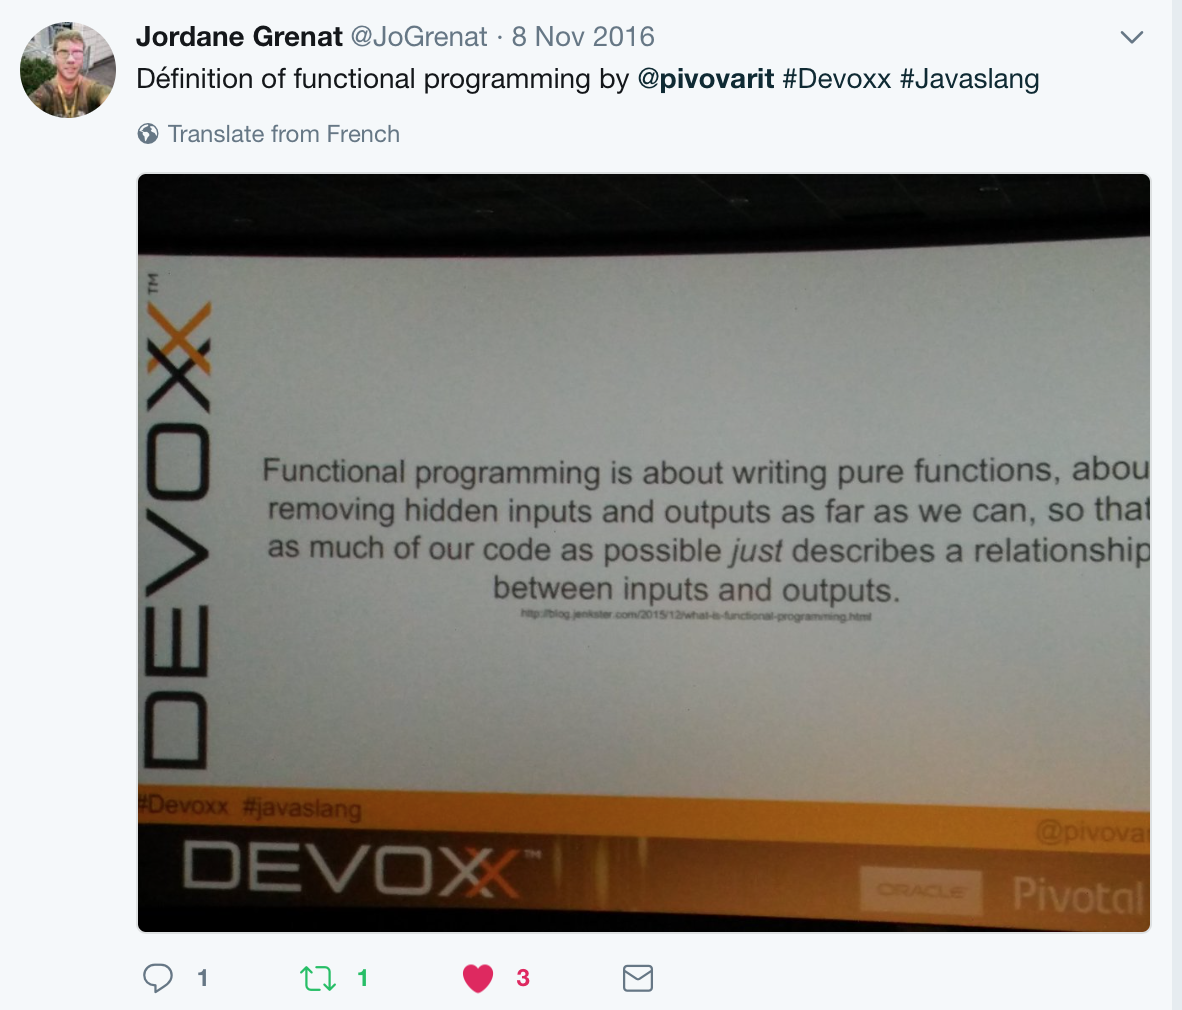 Jordane Grenat @JoGrenat · 8 Nov 2016
Définition of functional programming by @pivovarit #Devoxx #Javaslang
Translate from French
DEVOXX™
Functional programming is about writing pure functions, abou
removing hidden inputs and outputs as far as we can, so that
as much of our code as possible just describes a relationship
between inputs and outputs.
http://blog.jenkster.com/2015/12/what-is-functional-programming.html
#Devoxx #javaslang
@pivova
DEVOXX™
ORACLE
Pivotal
1
1
3